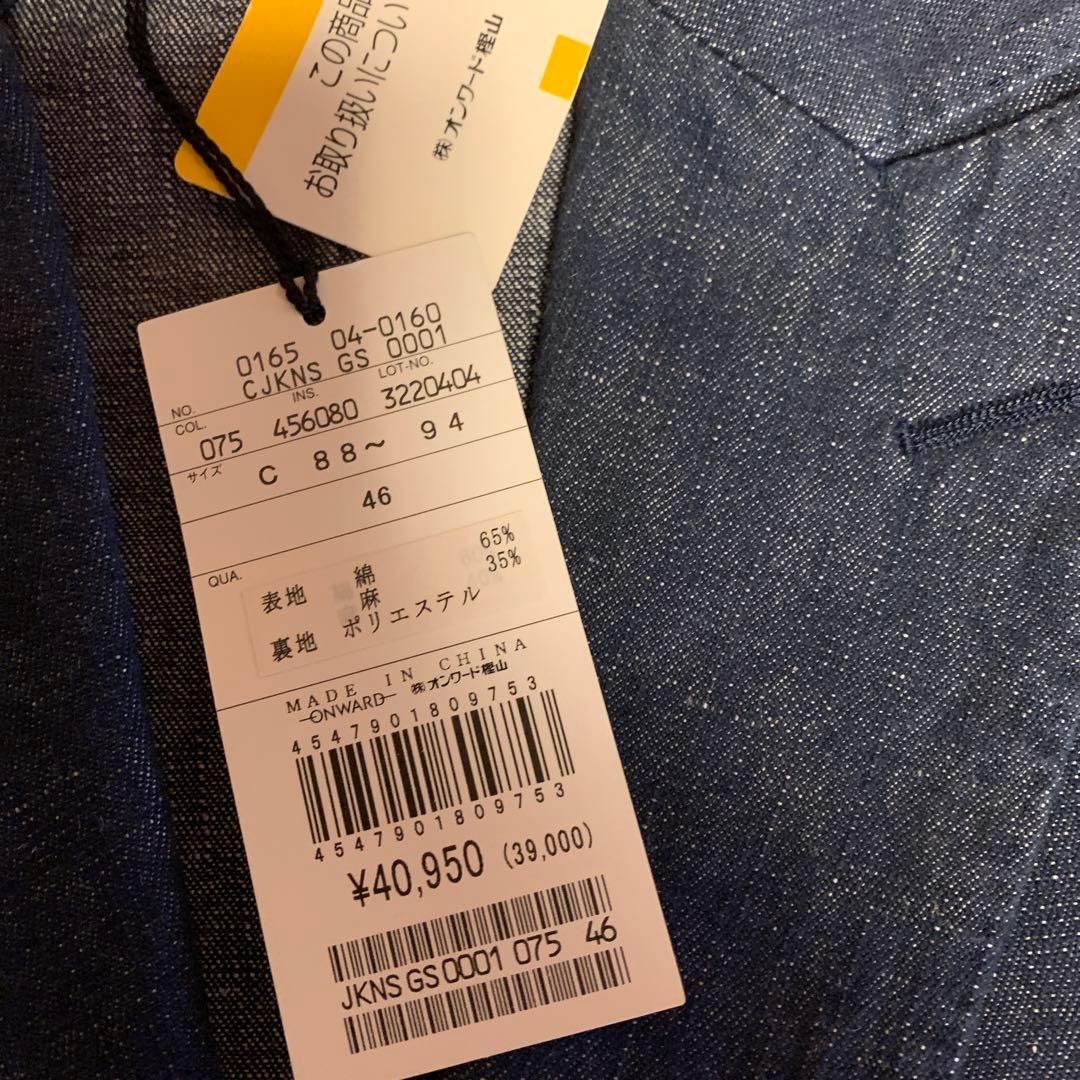 この商品
お取り扱いについ
㈱オンワード樫山
0165 04-0160
NO. CJKNS GS 0001
COL. INS. LOT-NO.
075 456080 3220404
サイズ C 88～ 94
46
QUA.
表地 綿 65%
麻 35%
裏地 ポリエステル
MADE IN CHINA
ONWARD ㈱オンワード樫山
4547901809753
4547901809753
¥40,950 (39,000)
JKNS GS0001 075 46